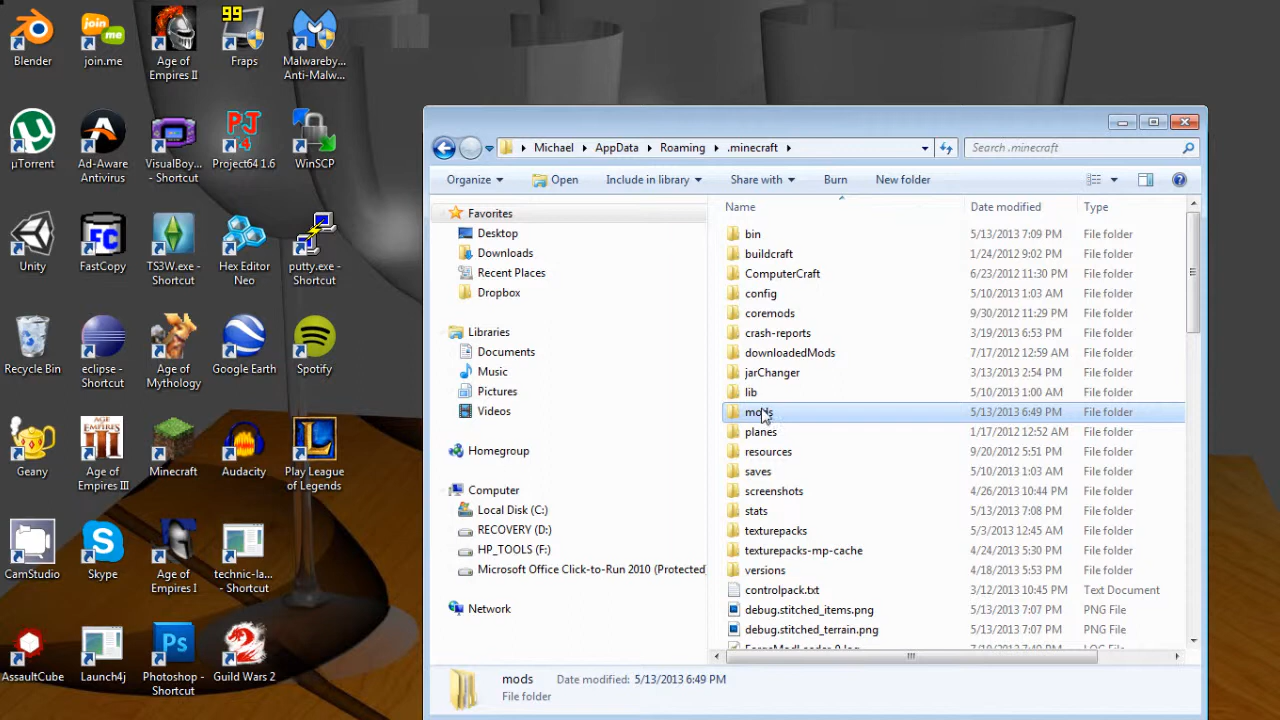 99
Blender
join.me
Age of Empires II
Fraps
Malwareby... Anti-Malw...
µTorrent
Ad-Aware Antivirus
VisualBoy... - Shortcut
Project64 1.6
WinSCP
Unity
FastCopy
TS3W.exe - Shortcut
Hex Editor Neo
putty.exe - Shortcut
Recycle Bin
eclipse - Shortcut
Age of Mythology
Google Earth
Spotify
Geany
Age of Empires III
Minecraft
Audacity
Play League of Legends
CamStudio
Skype
Age of Empires I
technic-la... - Shortcut
AssaultCube
Launch4j
Photoshop - Shortcut
Guild Wars 2
Michael AppData Roaming .minecraft
Search .minecraft
Organize Open Include in library Share with Burn New folder
Favorites
Desktop
Downloads
Recent Places
Dropbox
Libraries
Documents
Music
Pictures
Videos
Homegroup
Computer
Local Disk (C:)
RECOVERY (D:)
HP_TOOLS (F:)
Microsoft Office Click-to-Run 2010 (Protected)
Network
Name Date modified Type
bin 5/13/2013 7:09 PM File folder
buildcraft 1/24/2012 9:02 PM File folder
ComputerCraft 6/23/2012 11:30 PM File folder
config 5/10/2013 1:03 AM File folder
coremods 9/30/2012 11:29 PM File folder
crash-reports 3/19/2013 6:53 PM File folder
downloadedMods 7/17/2012 12:59 AM File folder
jarChanger 3/13/2013 2:54 PM File folder
lib 5/10/2013 1:00 AM File folder
mods 5/13/2013 6:49 PM File folder
planes 1/17/2012 12:52 AM File folder
resources 9/20/2012 5:51 PM File folder
saves 5/10/2013 1:03 AM File folder
screenshots 4/26/2013 10:44 PM File folder
stats 5/13/2013 7:08 PM File folder
texturepacks 5/3/2013 12:45 AM File folder
texturepacks-mp-cache 4/24/2013 5:30 PM File folder
versions 4/18/2013 5:53 PM File folder
controlpack.txt 3/12/2013 10:45 PM Text Document
debug.stitched_items.png 5/13/2013 7:07 PM PNG File
debug.stitched_terrain.png 5/13/2013 7:07 PM PNG File
mods Date modified: 5/13/2013 6:49 PM
File folder